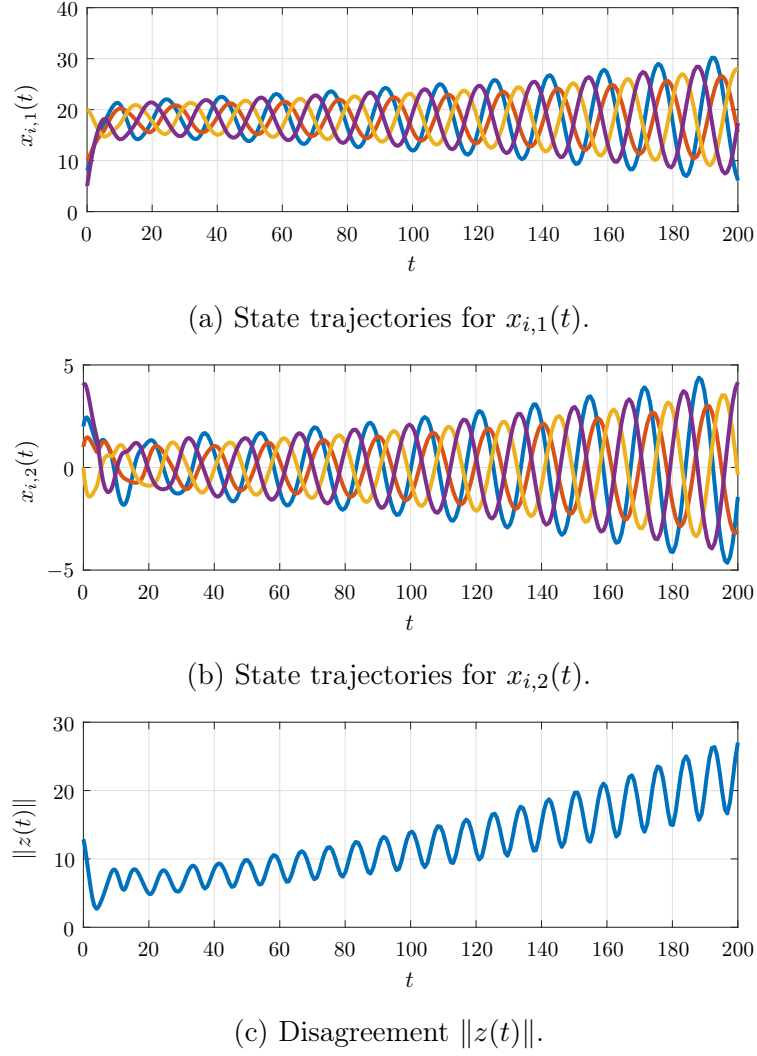 40
30
20
10
0
x_{i,1}(t)
0 20 40 60 80 100 120 140 160 180 200
t
(a) State trajectories for x_{i,1}(t).
5
0
−5
x_{i,2}(t)
0 20 40 60 80 100 120 140 160 180 200
t
(b) State trajectories for x_{i,2}(t).
30
20
10
0
‖z(t)‖
0 20 40 60 80 100 120 140 160 180 200
t
(c) Disagreement ‖z(t)‖.